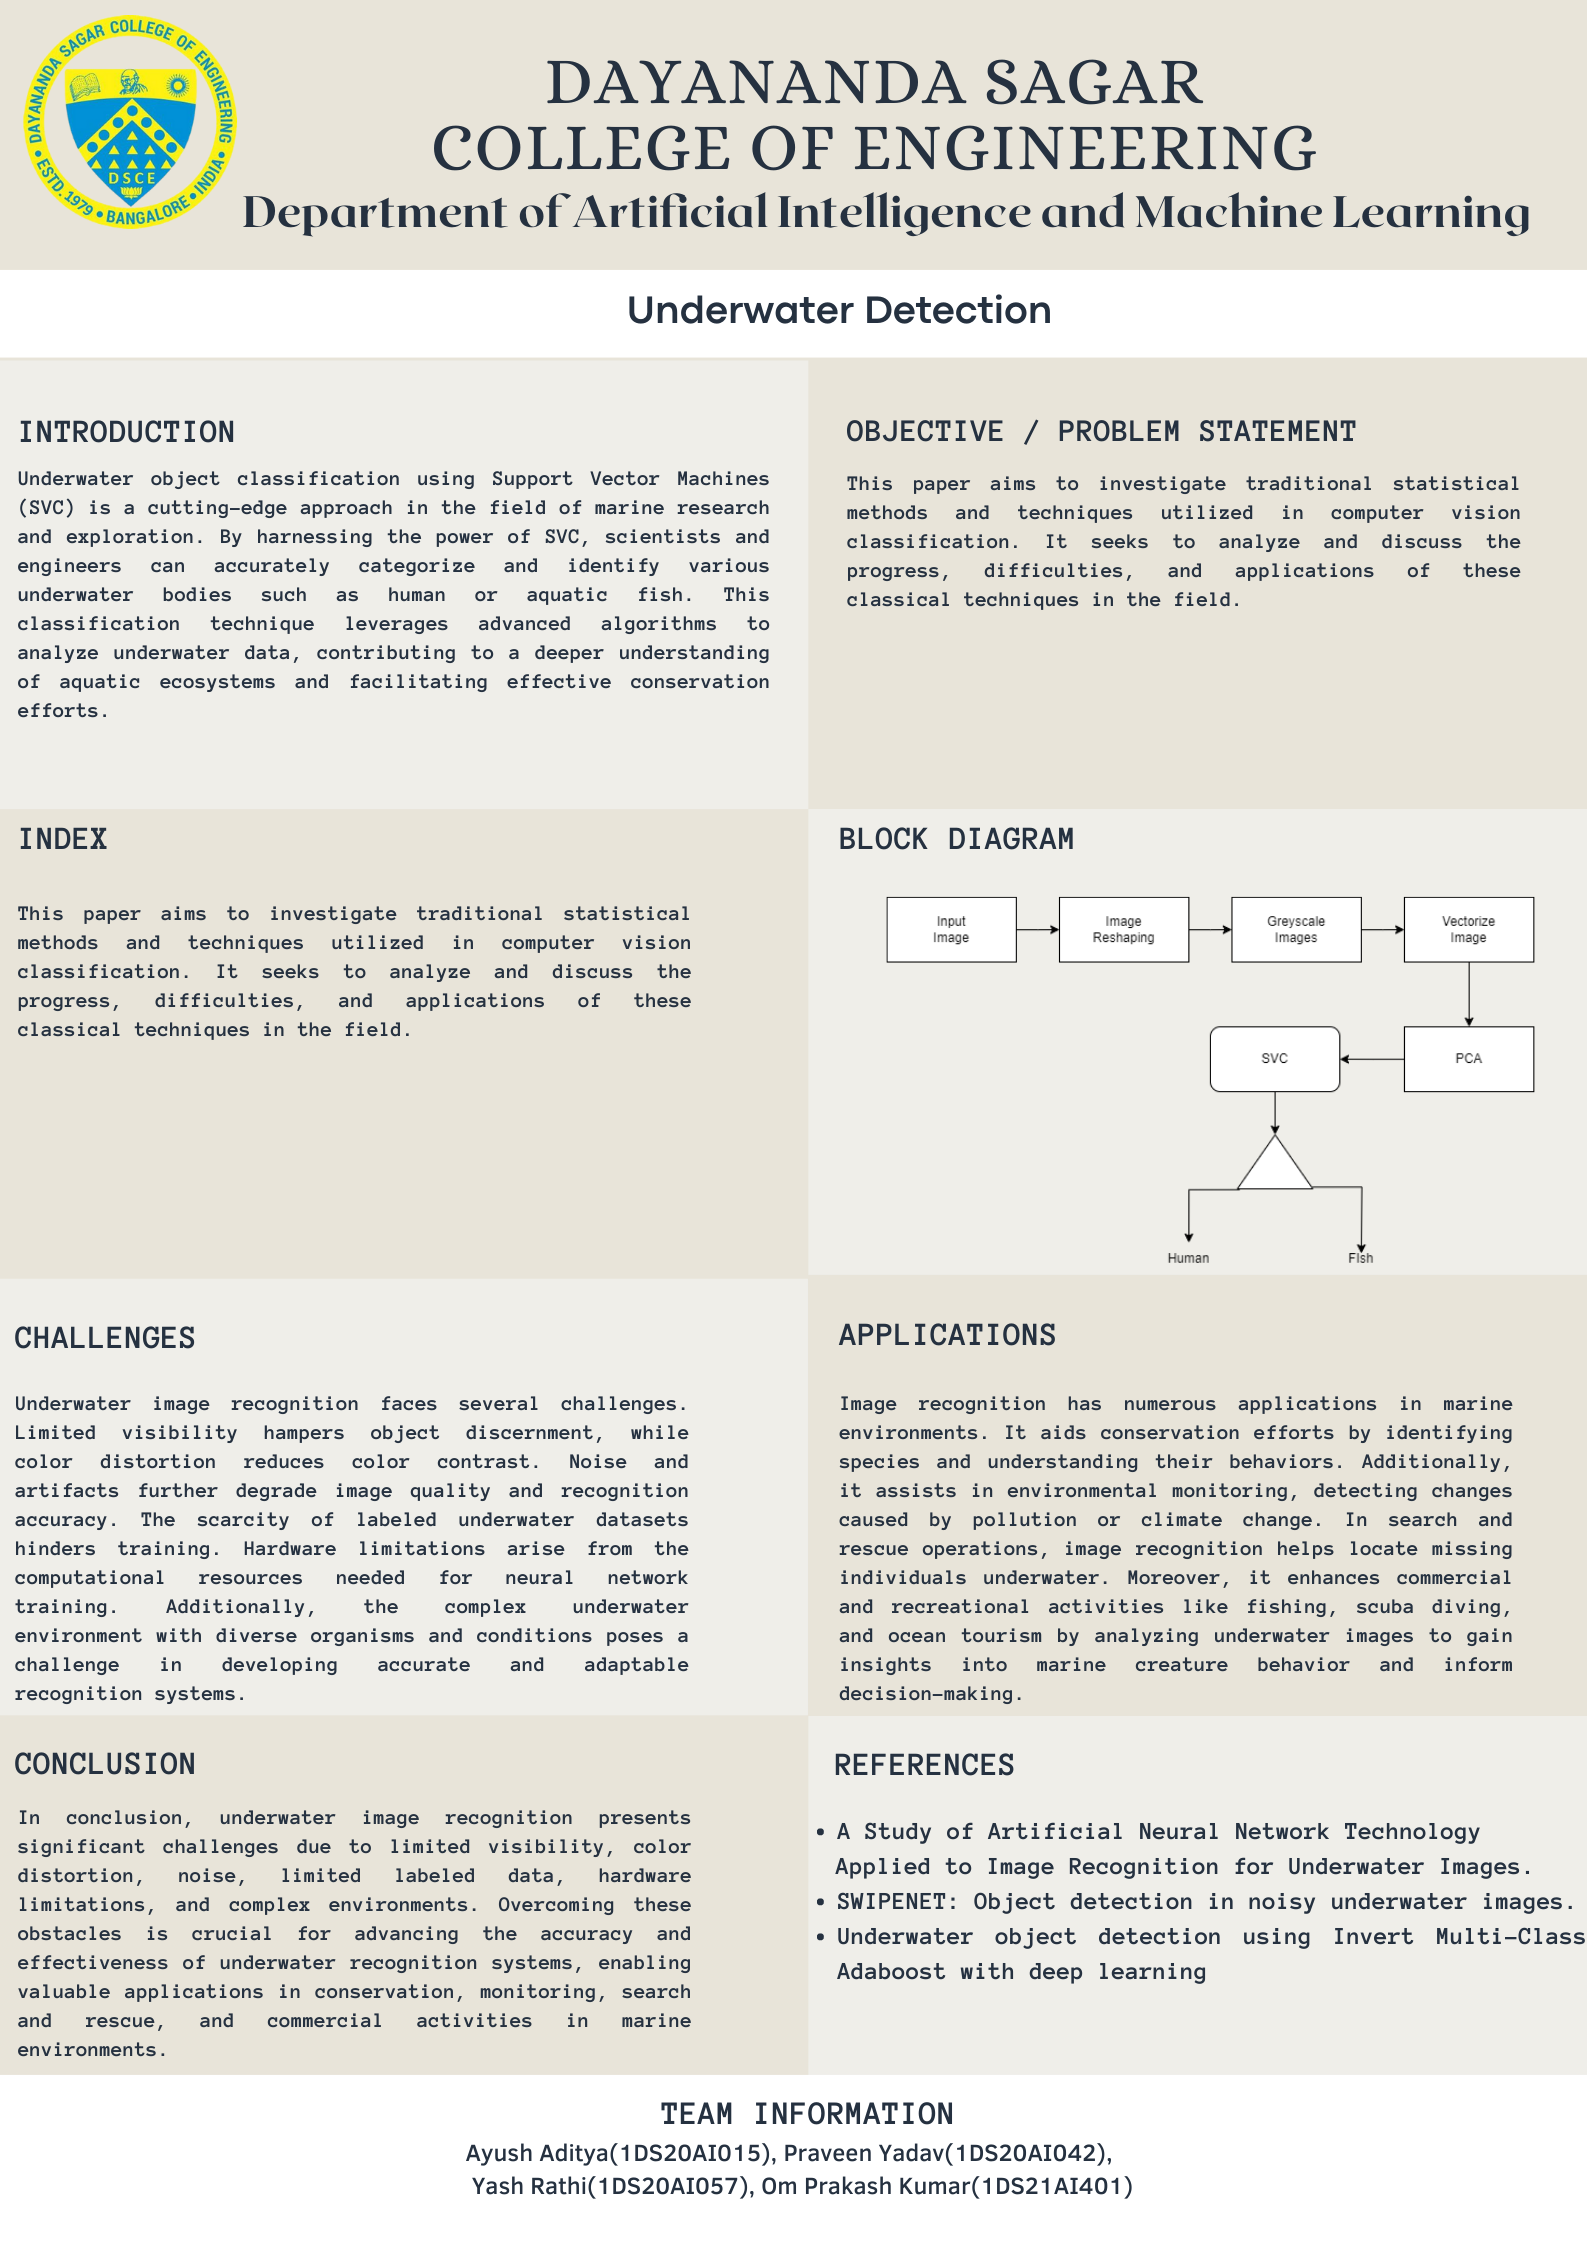 DAYANANDA SAGAR COLLEGE OF ENGINEERING
ESTD. 1979 • BANGALORE • INDIA
DSCE
DAYANANDA SAGAR
COLLEGE OF ENGINEERING
Department of Artificial Intelligence and Machine Learning
Underwater Detection
INTRODUCTION
Underwater object classification using Support Vector Machines
(SVC) is a cutting-edge approach in the field of marine research
and exploration. By harnessing the power of SVC, scientists and
engineers can accurately categorize and identify various
underwater bodies such as human or aquatic fish. This
classification technique leverages advanced algorithms to
analyze underwater data, contributing to a deeper understanding
of aquatic ecosystems and facilitating effective conservation
efforts.
OBJECTIVE / PROBLEM STATEMENT
This paper aims to investigate traditional statistical
methods and techniques utilized in computer vision
classification. It seeks to analyze and discuss the
progress, difficulties, and applications of these
classical techniques in the field.
INDEX
This paper aims to investigate traditional statistical
methods and techniques utilized in computer vision
classification. It seeks to analyze and discuss the
progress, difficulties, and applications of these
classical techniques in the field.
BLOCK DIAGRAM
Input
Image
Image
Reshaping
Greyscale
Images
Vectorize
Image
PCA
SVC
Human
FIsh
CHALLENGES
Underwater image recognition faces several challenges.
Limited visibility hampers object discernment, while
color distortion reduces color contrast. Noise and
artifacts further degrade image quality and recognition
accuracy. The scarcity of labeled underwater datasets
hinders training. Hardware limitations arise from the
computational resources needed for neural network
training. Additionally, the complex underwater
environment with diverse organisms and conditions poses a
challenge in developing accurate and adaptable
recognition systems.
APPLICATIONS
Image recognition has numerous applications in marine
environments. It aids conservation efforts by identifying
species and understanding their behaviors. Additionally,
it assists in environmental monitoring, detecting changes
caused by pollution or climate change. In search and
rescue operations, image recognition helps locate missing
individuals underwater. Moreover, it enhances commercial
and recreational activities like fishing, scuba diving,
and ocean tourism by analyzing underwater images to gain
insights into marine creature behavior and inform
decision-making.
CONCLUSION
In conclusion, underwater image recognition presents
significant challenges due to limited visibility, color
distortion, noise, limited labeled data, hardware
limitations, and complex environments. Overcoming these
obstacles is crucial for advancing the accuracy and
effectiveness of underwater recognition systems, enabling
valuable applications in conservation, monitoring, search
and rescue, and commercial activities in marine
environments.
REFERENCES
• A Study of Artificial Neural Network Technology
Applied to Image Recognition for Underwater Images.
• SWIPENET: Object detection in noisy underwater images.
• Underwater object detection using Invert Multi-Class
Adaboost with deep learning
TEAM INFORMATION
Ayush Aditya(1DS20AI015), Praveen Yadav(1DS20AI042),
Yash Rathi(1DS20AI057), Om Prakash Kumar(1DS21AI401)